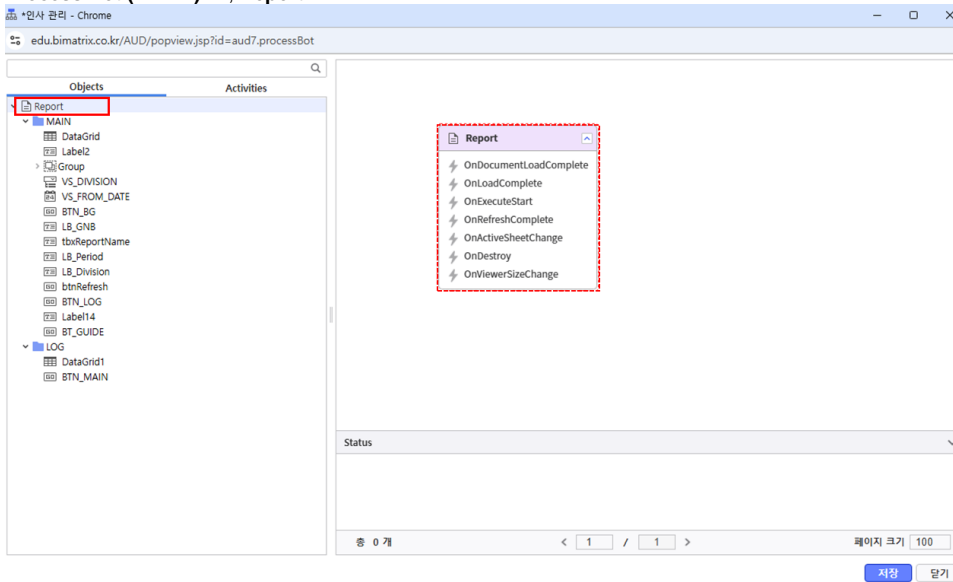 *인사 관리 - Chrome
edu.bimatrix.co.kr/AUD/popview.jsp?id=aud7.processBot
Objects
Activities
Report
MAIN
DataGrid
Label2
Group
VS_DIVISION
VS_FROM_DATE
BTN_BG
LB_GNB
tbxReportName
LB_Period
LB_Division
btnRefresh
BTN_LOG
Label14
BT_GUIDE
LOG
DataGrid1
BTN_MAIN
Report
OnDocumentLoadComplete
OnLoadComplete
OnExecuteStart
OnRefreshComplete
OnActiveSheetChange
OnDestroy
OnViewerSizeChange
Status
총 0 개
< 1 / 1 >
페이지 크기 100
저장 닫기